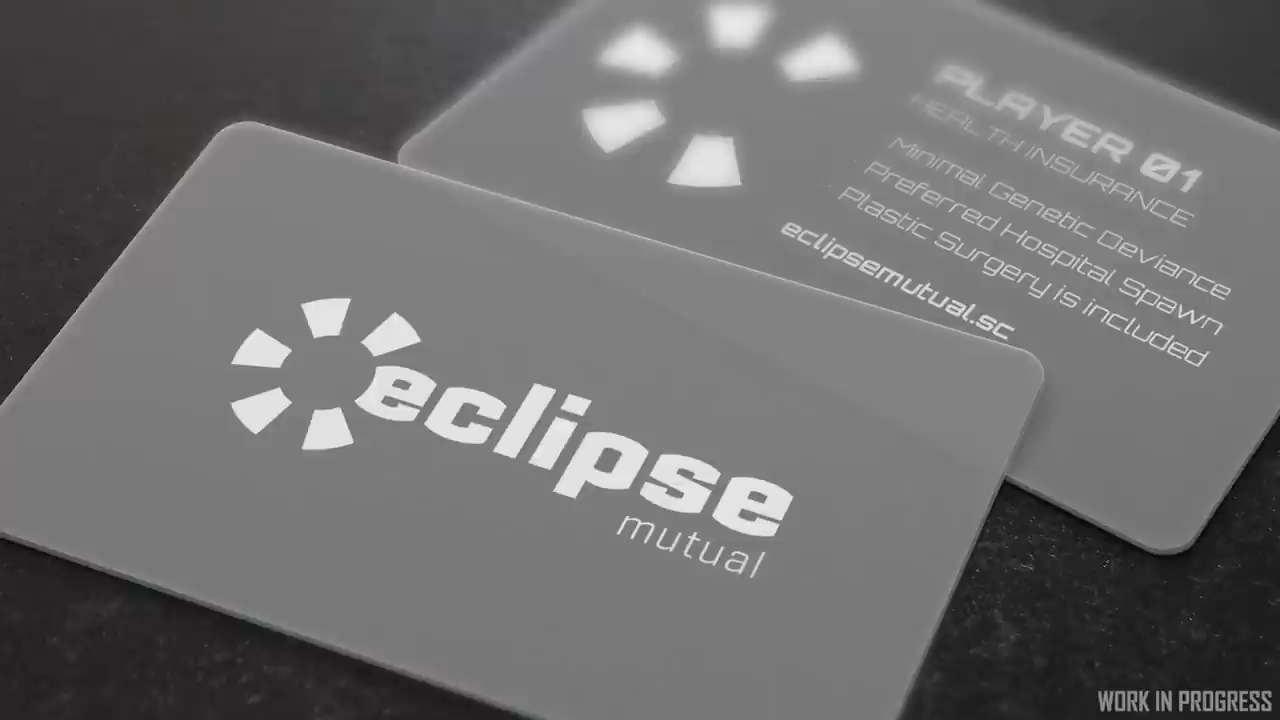 PLAYER 01
HEALTH INSURANCE
Minimal Genetic Deviance
Preferred Hospital Spawn
Plastic Surgery is included
eclipsemutual.sc
eclipse
mutual
WORK IN PROGRESS